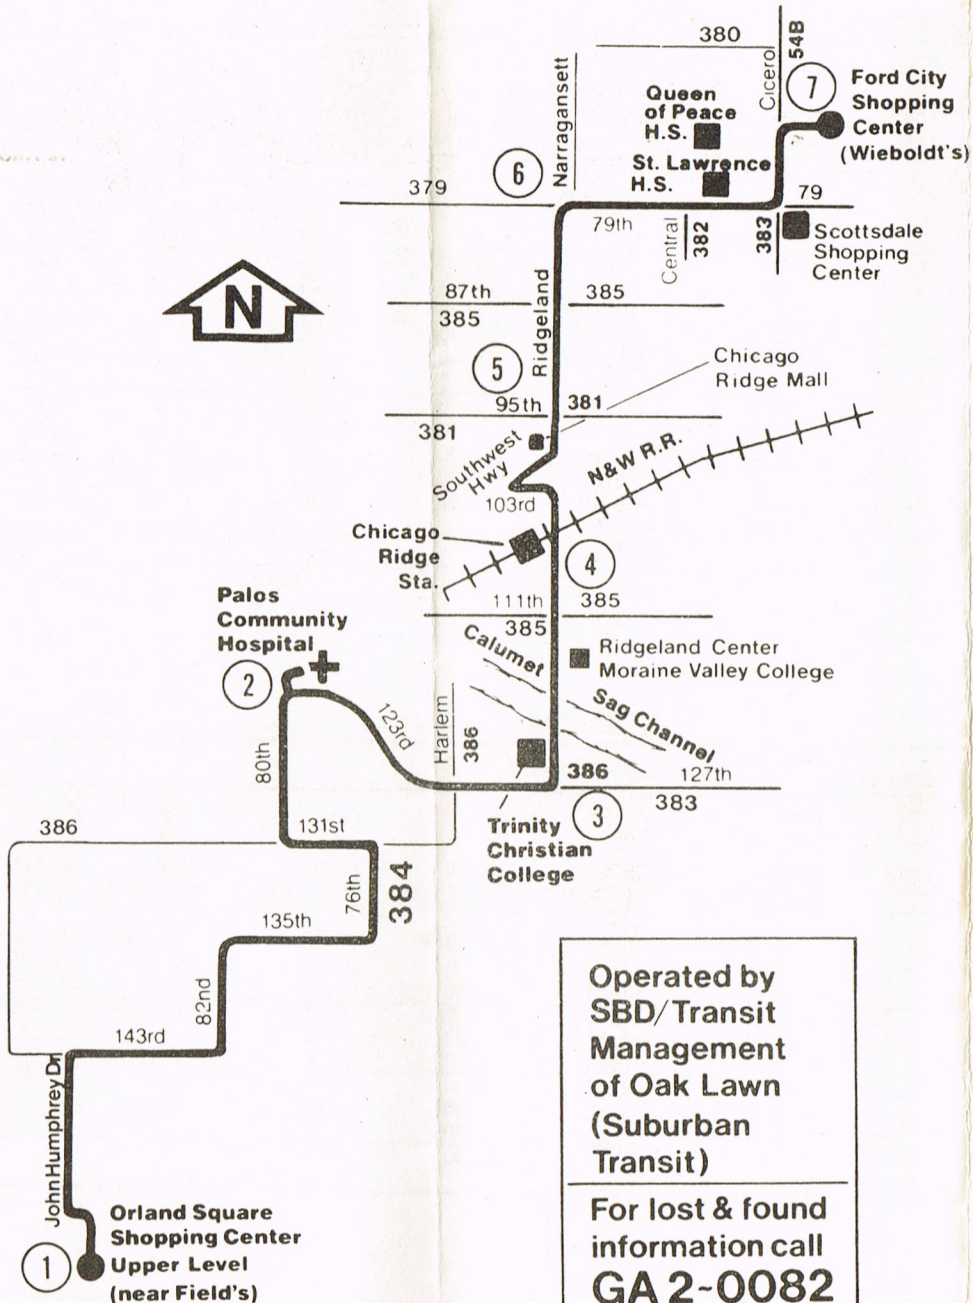 380
54B
Cicero
7
Ford City
Shopping
Center
(Wieboldt's)
Narragansett
Queen
of Peace
H.S.
St. Lawrence
H.S.
6
379
79
79th
Central
382
383
Scottsdale
Shopping
Center
N
87th
385
385
Ridgeland
5
Chicago
Ridge Mall
95th
381
381
Southwest
Hwy
N&W R.R.
103rd
Chicago
Ridge
Sta.
4
111th
385
385
Palos
Community
Hospital
2
Calumet
Sag Channel
Ridgeland Center
Moraine Valley College
123rd
Harlem
386
80th
386
127th
383
3
Trinity
Christian
College
386
131st
76th
384
135th
82nd
143rd
John Humphrey Dr
1
Orland Square
Shopping Center
Upper Level
(near Field's)
Operated by
SBD/Transit
Management
of Oak Lawn
(Suburban
Transit)
For lost & found
information call
GA2-0082